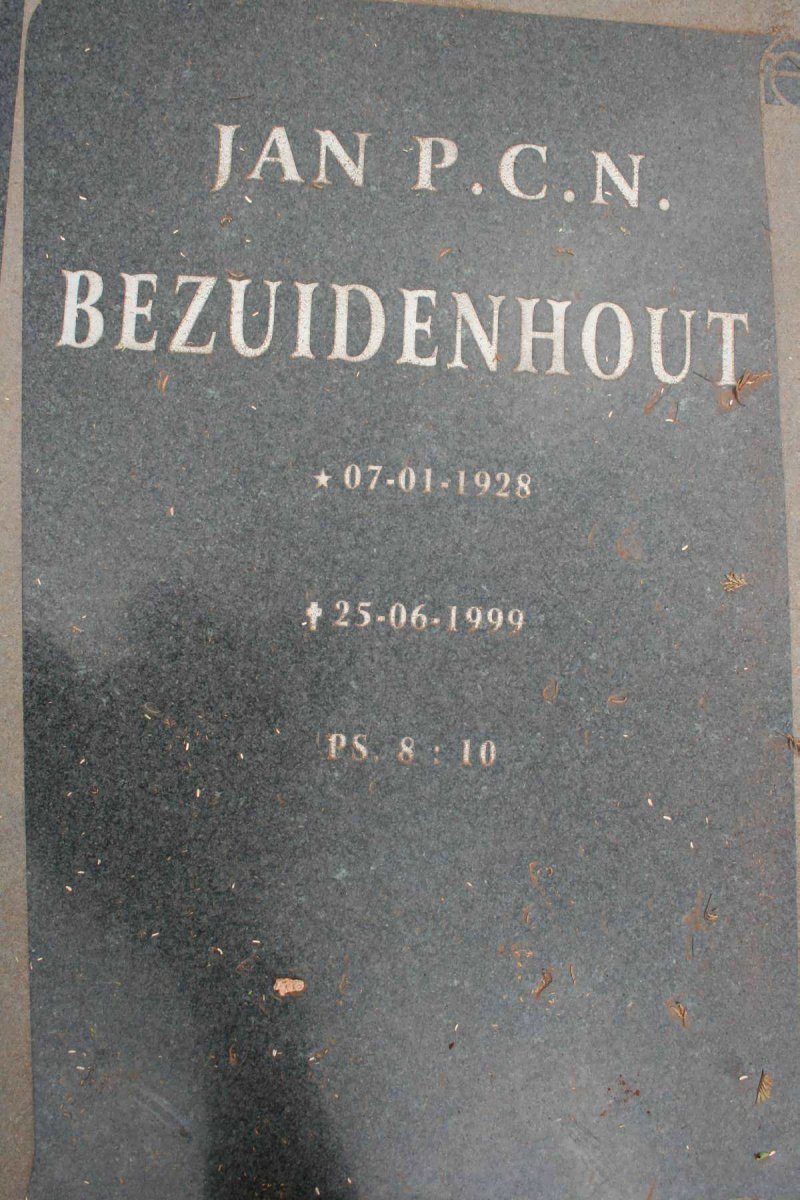 JAN P.C.N.
BEZUIDENHOUT
★ 07-01-1928
✝ 25-06-1999
PS. 8 : 10